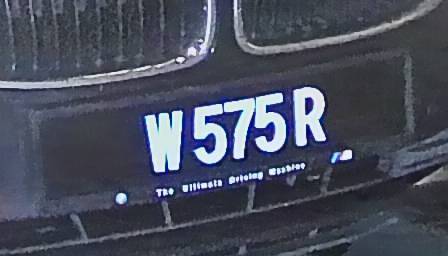 W 575 R
The Ultimate Driving Machine